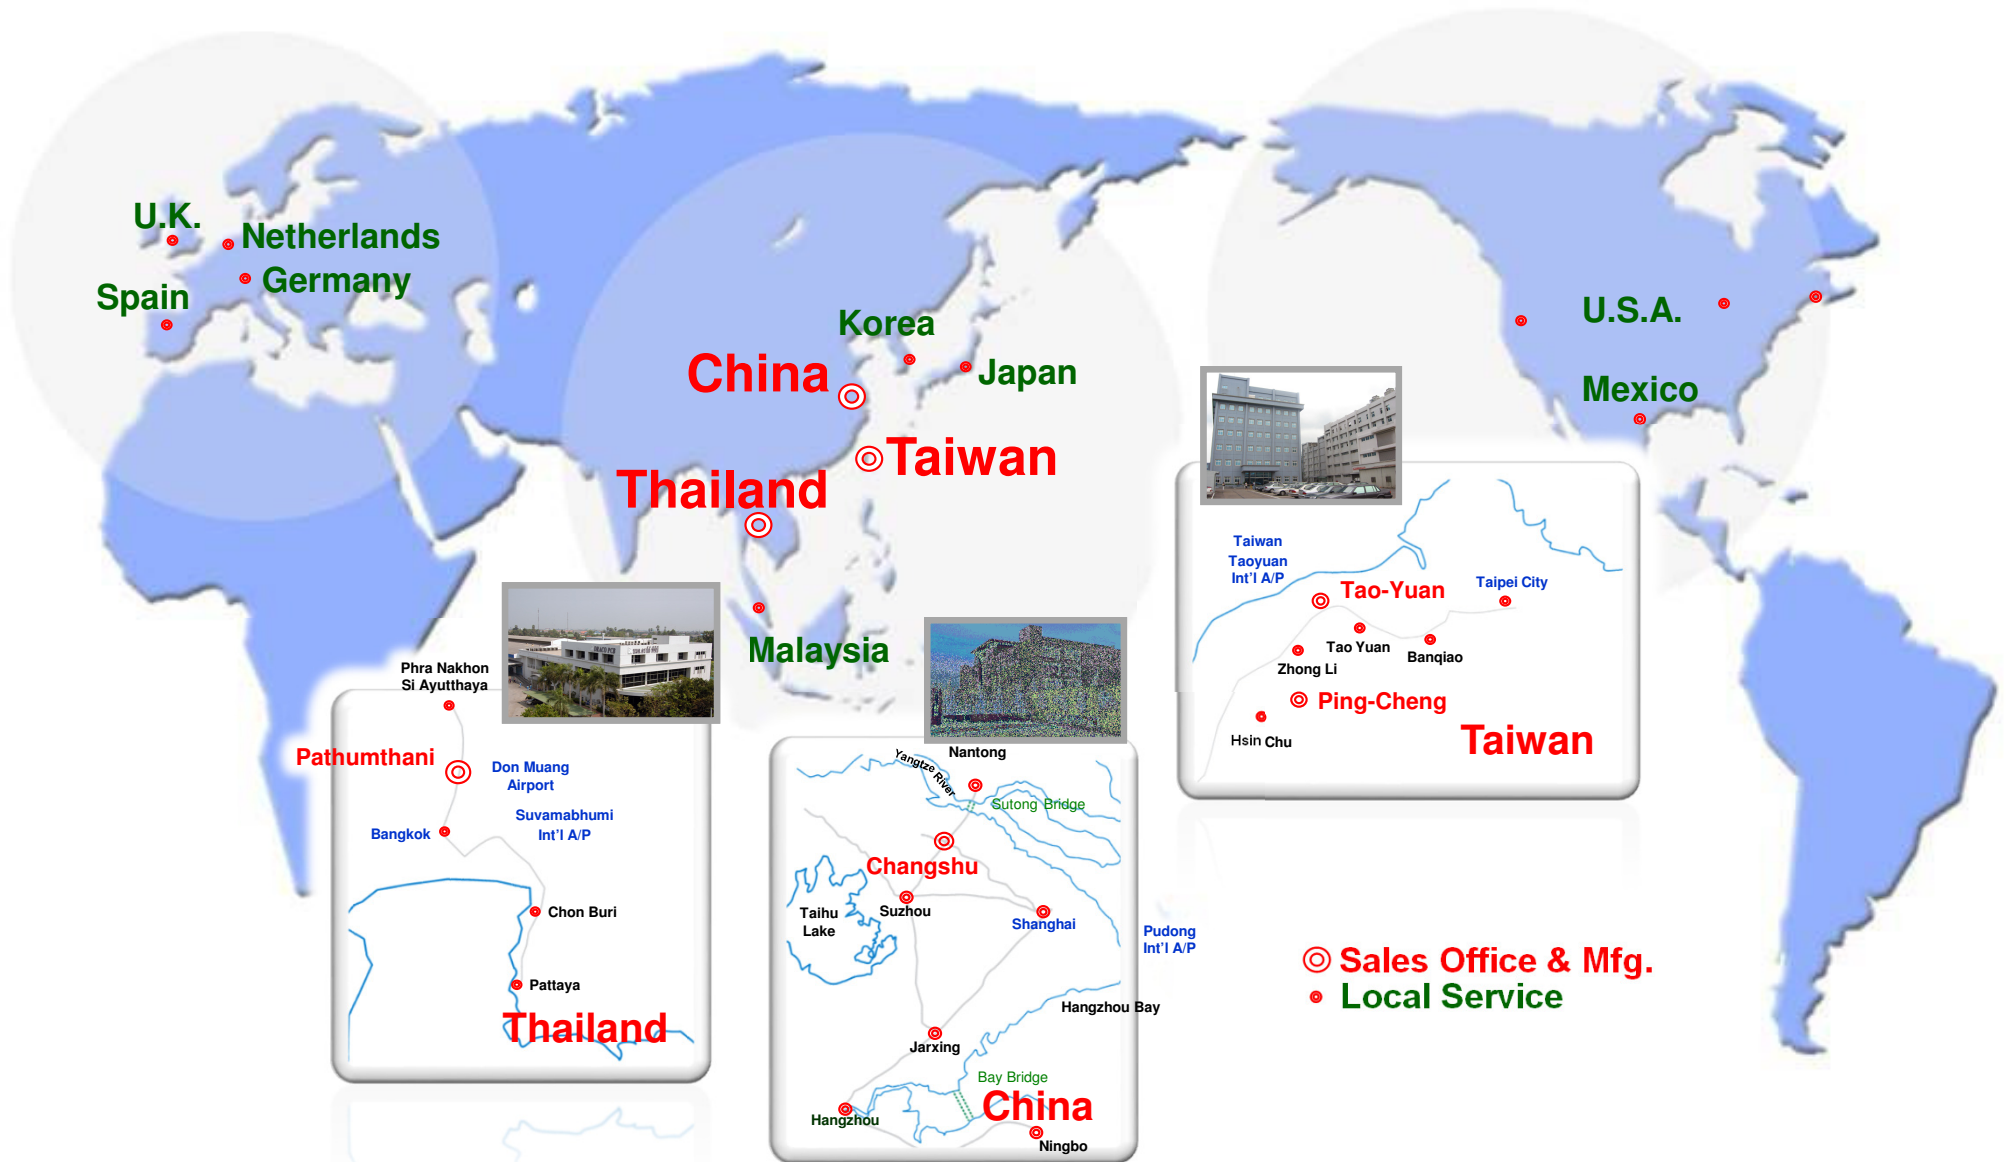 U.K.
Netherlands
Germany
Spain
Korea
China
Japan
Taiwan
Thailand
Malaysia
U.S.A.
Mexico
Taiwan
Taoyuan
Int'l A/P
Tao-Yuan
Taipei City
Tao Yuan
Banqiao
Zhong Li
Ping-Cheng
Hsin Chu
Taiwan
Phra Nakhon
Si Ayutthaya
Pathumthani
Don Muang
Airport
Suvamabhumi
Int'l A/P
Bangkok
Chon Buri
Pattaya
Thailand
Nantong
Yangtze River
Sutong Bridge
Changshu
Suzhou
Taihu
Lake
Shanghai
Pudong
Int'l A/P
Hangzhou Bay
Jarxing
Bay Bridge
China
Hangzhou
Ningbo
Sales Office & Mfg.
Local Service